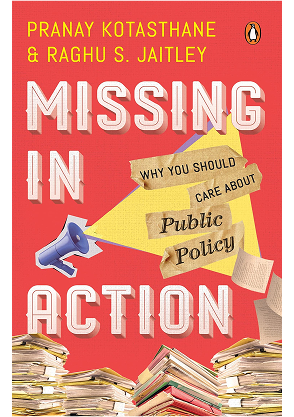 PRANAY KOTASTHANE
& RAGHU S. JAITLEY
MISSING
IN
ACTION
WHY YOU SHOULD
CARE ABOUT
Public
Policy